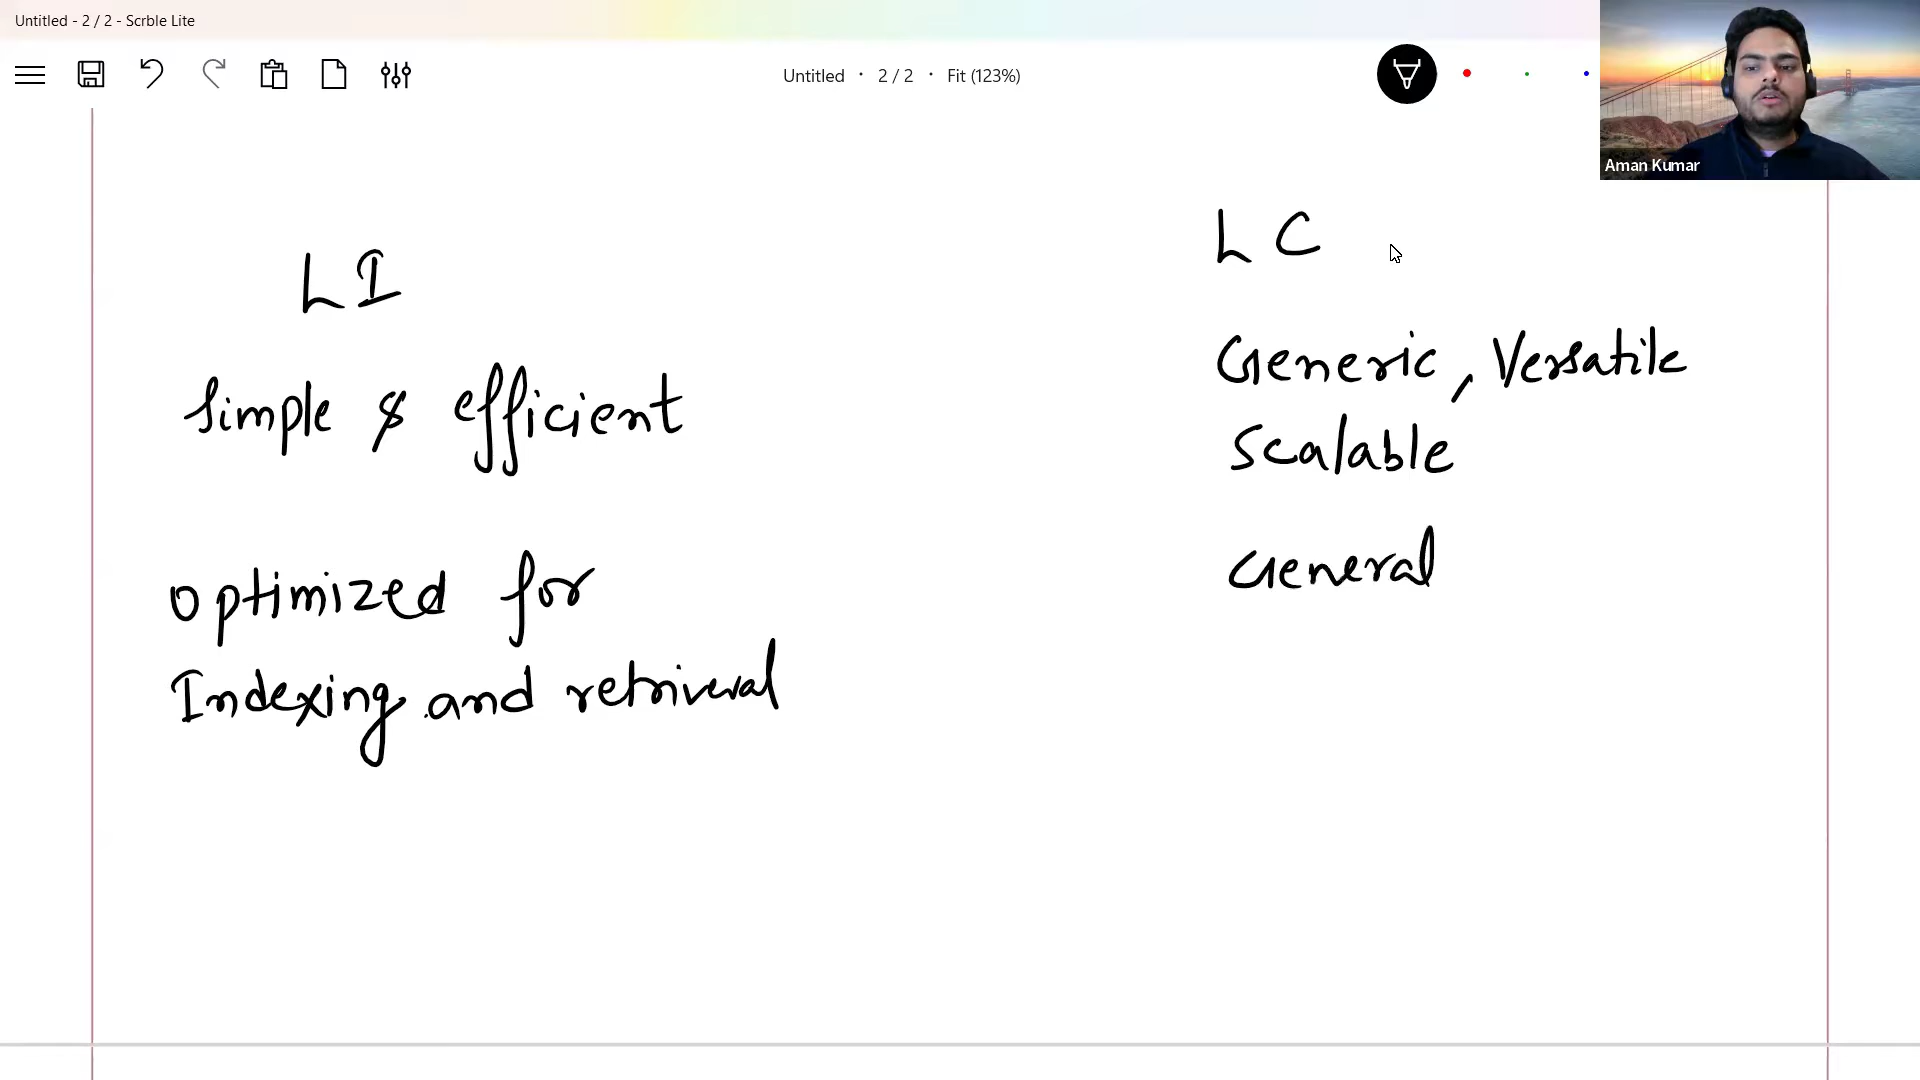 Untitled - 2 / 2 - Scrble Lite
Untitled · 2 / 2 · Fit (123%)
Aman Kumar
LI
Simple & efficient
Optimized for
Indexing and retriveral
LC
Generic, Versatile
Scalable
General